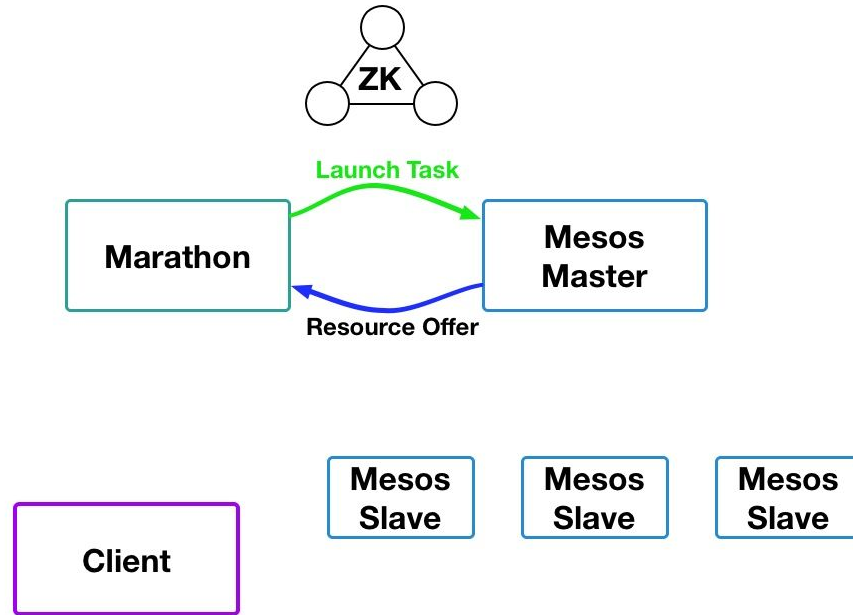 ZK
Launch Task
Marathon
Mesos
Master
Resource Offer
Mesos
Slave
Mesos
Slave
Mesos
Slave
Client